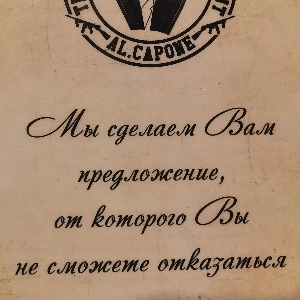 AL.CAPONE
Мы сделаем Вам
предложение,
от которого Вы
не сможете отказаться